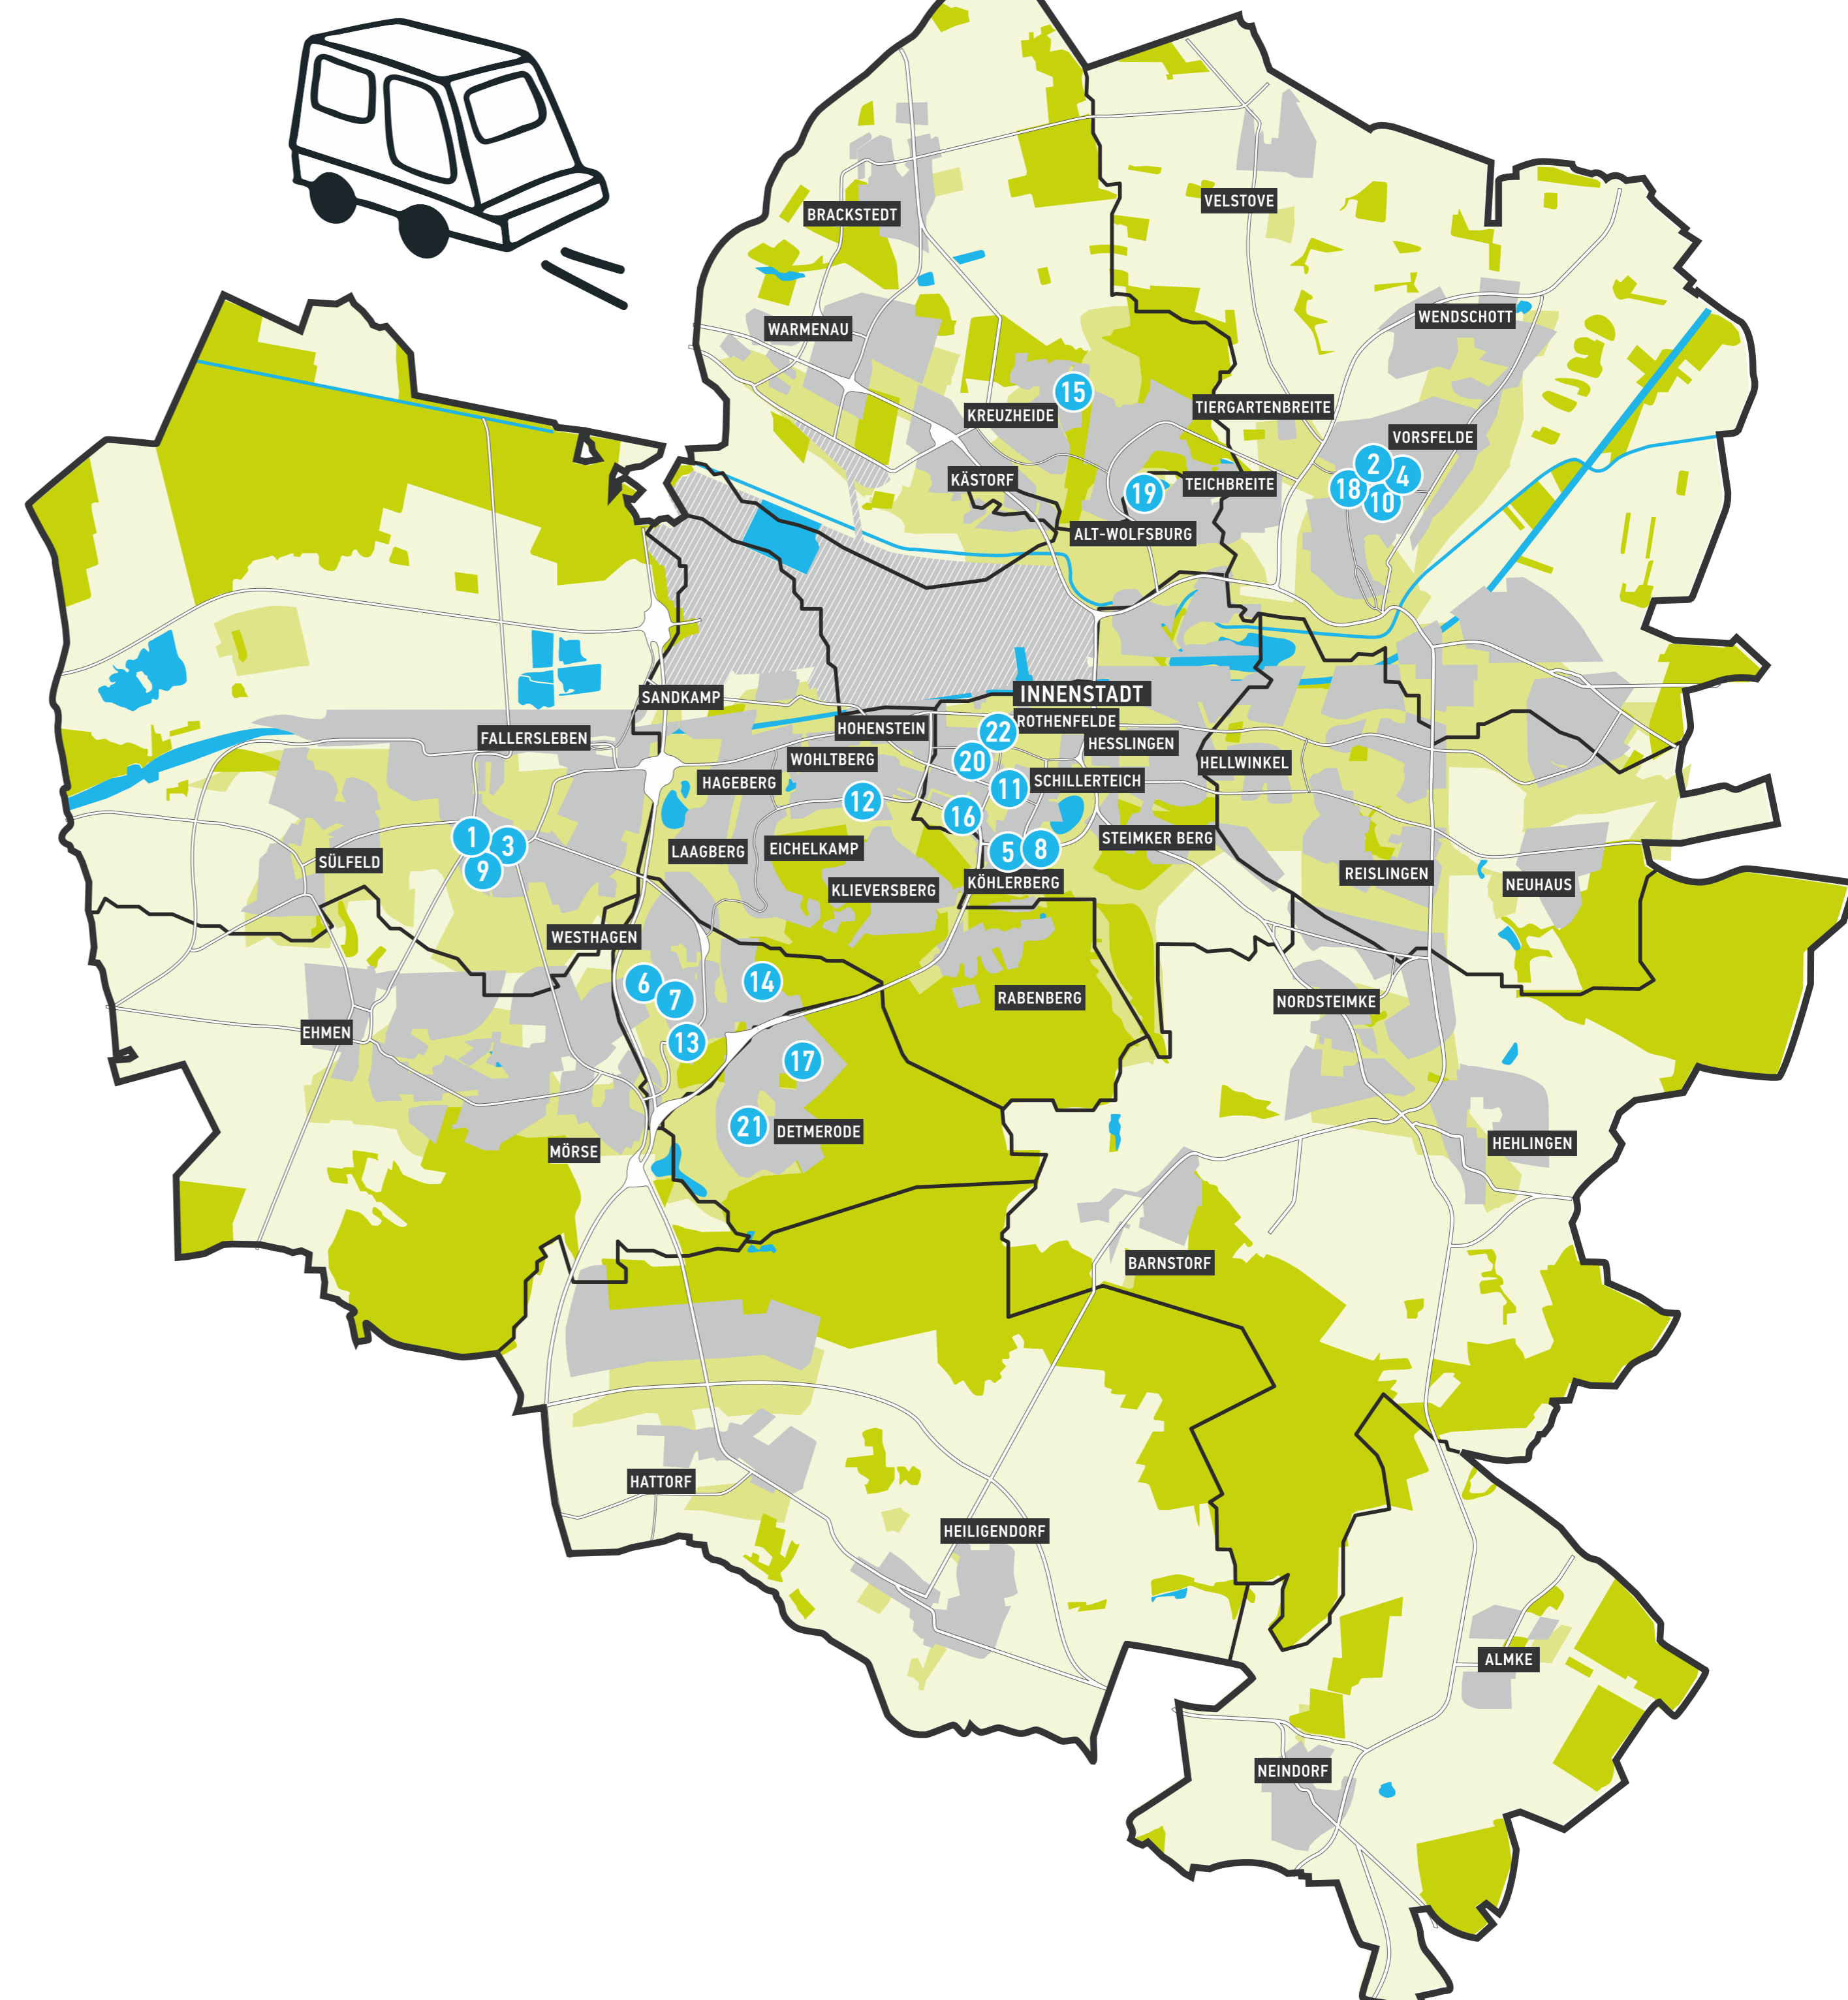 BRACKSTEDT
VELSTOVE
WARMENAU
WENDSCHOTT
15
KREUZHEIDE
TIERGARTENBREITE
VORSFELDE
2
4
18
10
KÄSTORF
19
TEICHBREITE
ALT-WOLFSBURG
SANDKAMP
INNENSTADT
FALLERSLEBEN
HOHENSTEIN
22
ROTHENFELDE
HESSLINGEN
WOHLTBERG
20
HELLWINKEL
HAGEBERG
12
11
SCHILLERTEICH
16
1
3
9
SÜLFELD
LAAGBERG
EICHELKAMP
5
8
STEIMKER BERG
KLIEVERSBERG
KÖHLERBERG
REISLINGEN
NEUHAUS
WESTHAGEN
6
7
14
RABENBERG
NORDSTEIMKE
EHMEN
13
17
21
DETMERODE
MÖRSE
HEHLINGEN
BARNSTORF
HATTORF
HEILIGENDORF
ALMKE
NEINDORF